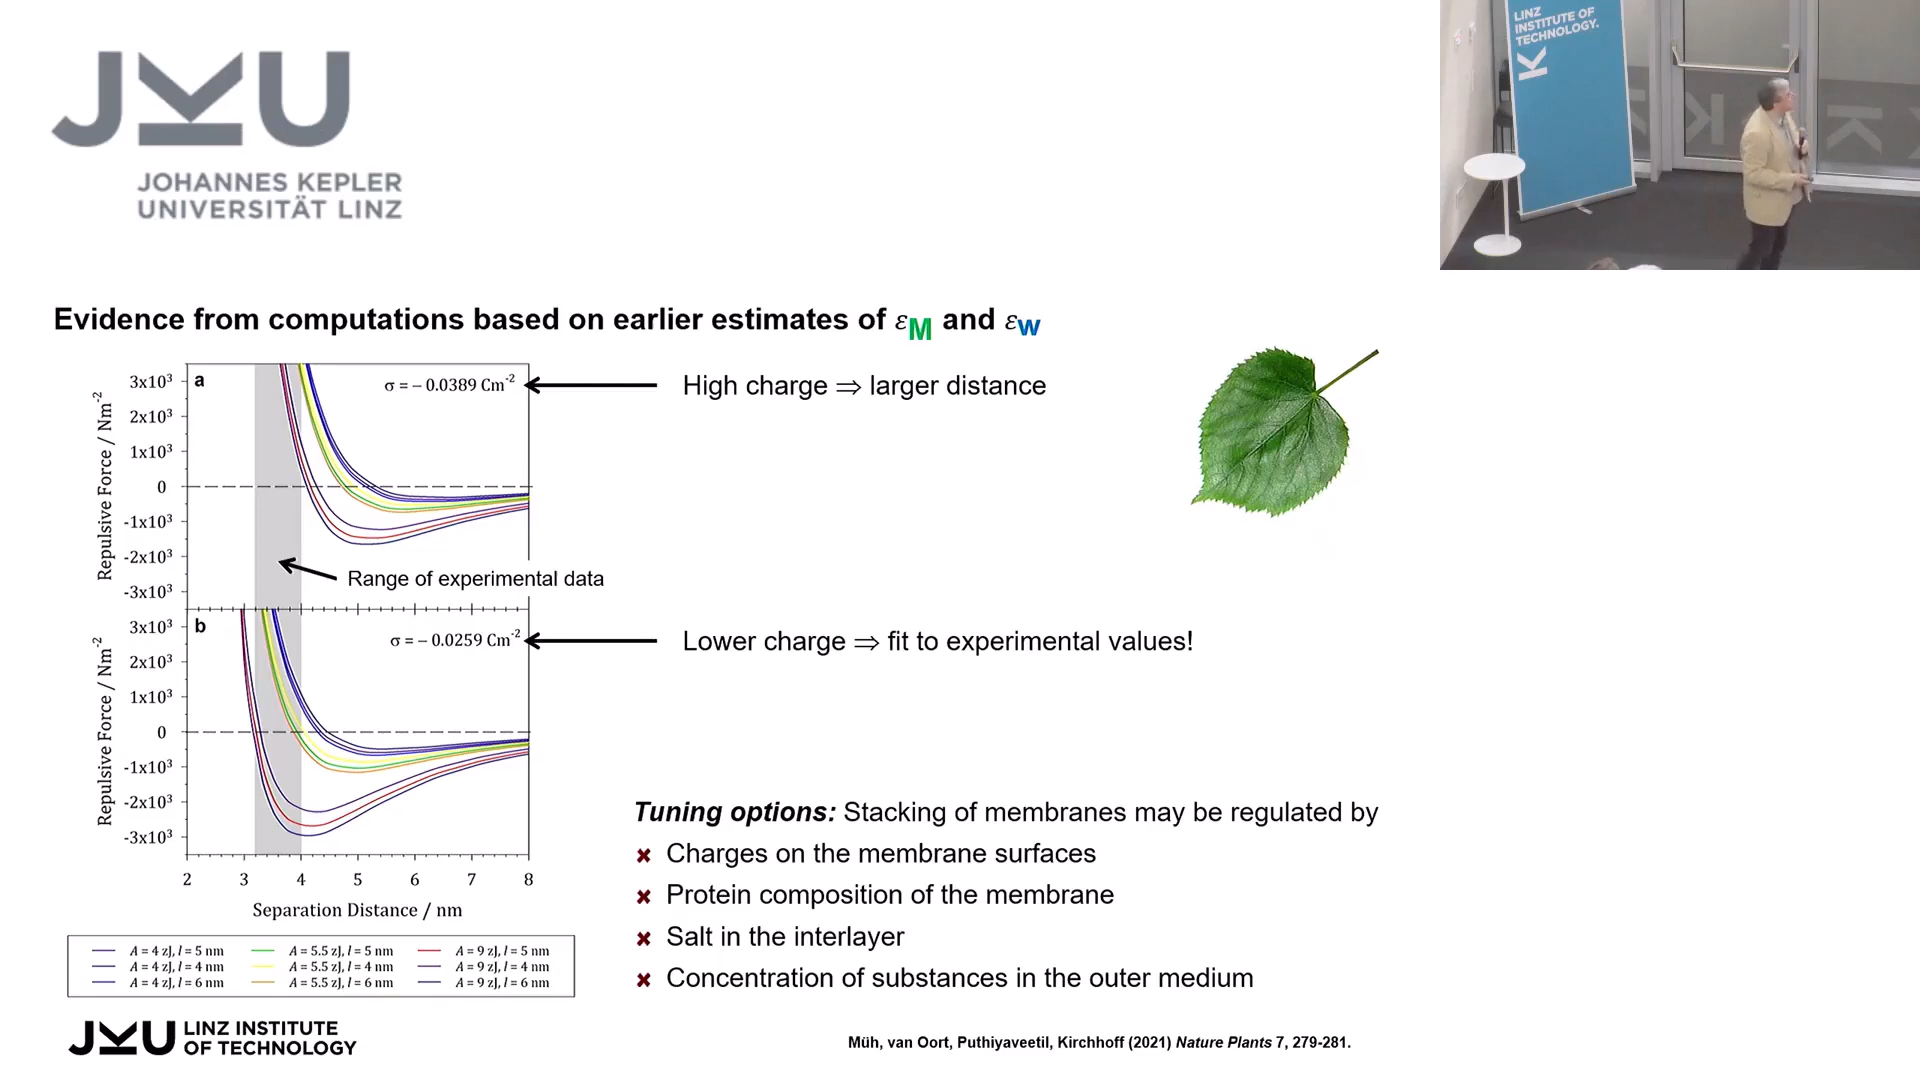 JKU
JOHANNES KEPLER
UNIVERSITÄT LINZ
LINZ
INSTITUTE OF
TECHNOLOGY.
K
Evidence from computations based on earlier estimates of εM and εw
a
σ = − 0.0389 Cm-2
High charge ⇒ larger distance
Repulsive Force / Nm-2
3x10³
2x10³
1x10³
0
-1x10³
-2x10³
-3x10³
Range of experimental data
b
σ = − 0.0259 Cm-2
Lower charge ⇒ fit to experimental values!
Repulsive Force / Nm-2
3x10³
2x10³
1x10³
0
-1x10³
-2x10³
-3x10³
2 3 4 5 6 7 8
Separation Distance / nm
A = 4 zJ, l = 5 nm A = 5.5 zJ, l = 5 nm A = 9 zJ, l = 5 nm
A = 4 zJ, l = 4 nm A = 5.5 zJ, l = 4 nm A = 9 zJ, l = 4 nm
A = 4 zJ, l = 6 nm A = 5.5 zJ, l = 6 nm A = 9 zJ, l = 6 nm
Tuning options: Stacking of membranes may be regulated by
Charges on the membrane surfaces
Protein composition of the membrane
Salt in the interlayer
Concentration of substances in the outer medium
JKU LINZ INSTITUTE
OF TECHNOLOGY
Müh, van Oort, Puthiyaveetil, Kirchhoff (2021) Nature Plants 7, 279-281.